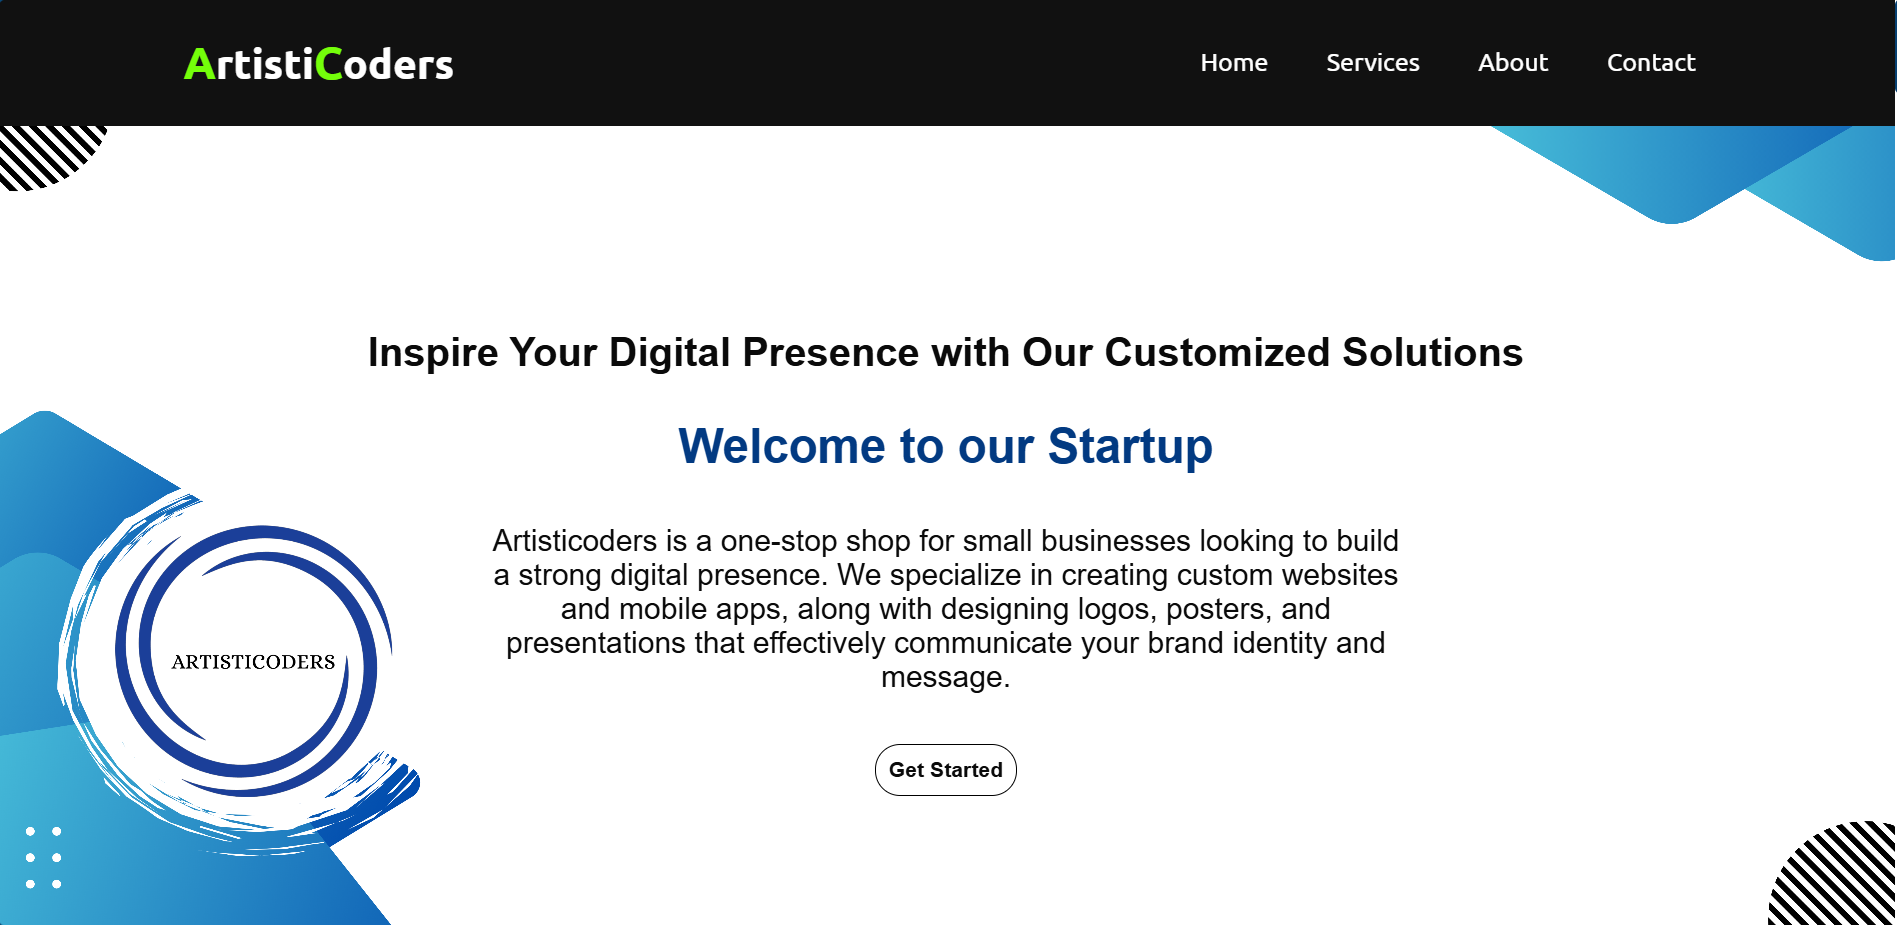 ArtistiCoders
Home Services About Contact
Inspire Your Digital Presence with Our Customized Solutions
Welcome to our Startup
Artisticoders is a one-stop shop for small businesses looking to build
a strong digital presence. We specialize in creating custom websites
and mobile apps, along with designing logos, posters, and
presentations that effectively communicate your brand identity and
message.
ARTISTICODERS
Get Started